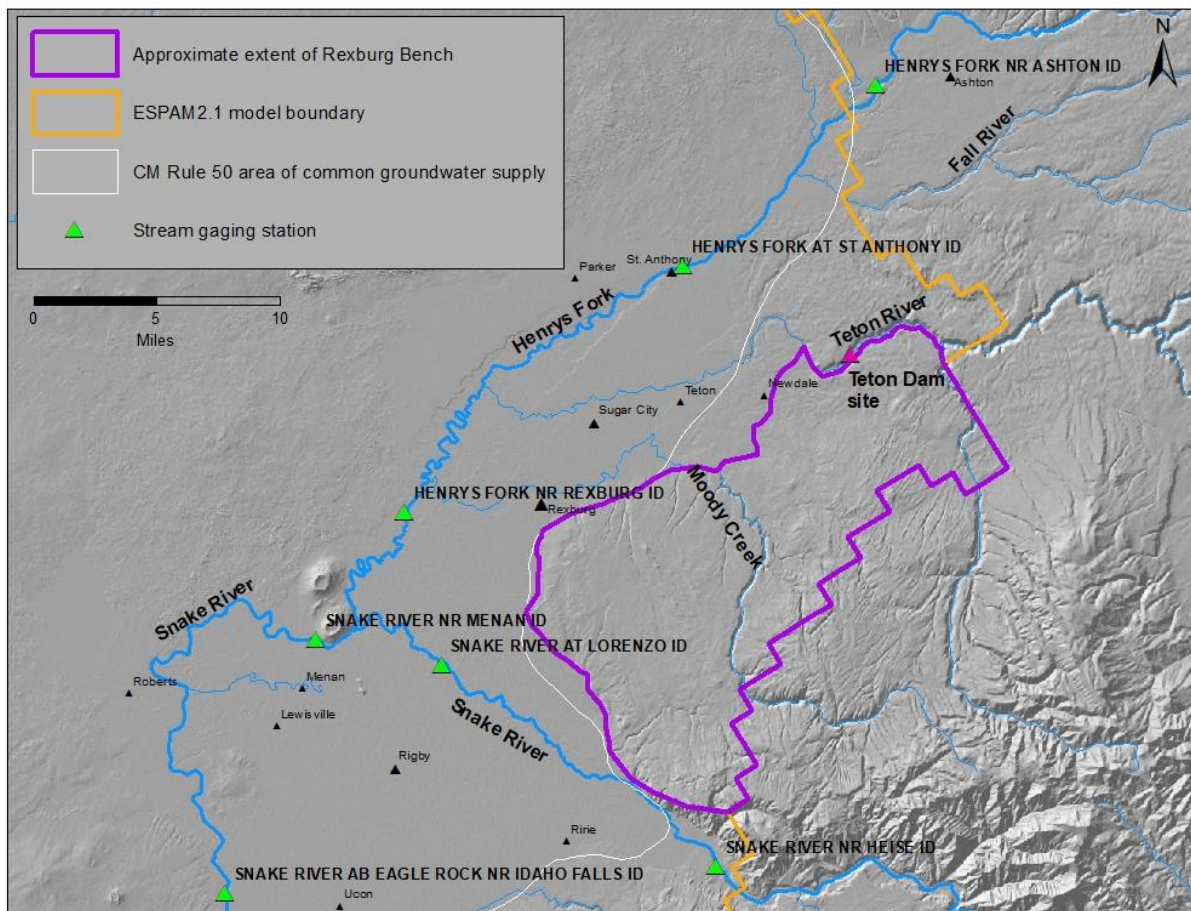 Approximate extent of Rexburg Bench
ESPAM2.1 model boundary
CM Rule 50 area of common groundwater supply
Stream gaging station
0
5
10
Miles
N
HENRYS FORK NR ASHTON ID
Ashton
Fall River
HENRYS FORK AT ST ANTHONY ID
St. Anthony
Parker
Henrys Fork
Teton River
Teton Dam
site
Newdale
Teton
Sugar City
Moody Creek
HENRYS FORK NR REXBURG ID
Rexburg
Snake River
SNAKE RIVER NR MENAN ID
SNAKE RIVER AT LORENZO ID
Roberts
Menan
Lewisville
Snake River
Rigby
Ririe
SNAKE RIVER NR HEISE ID
SNAKE RIVER AB EAGLE ROCK NR IDAHO FALLS ID
Ucon